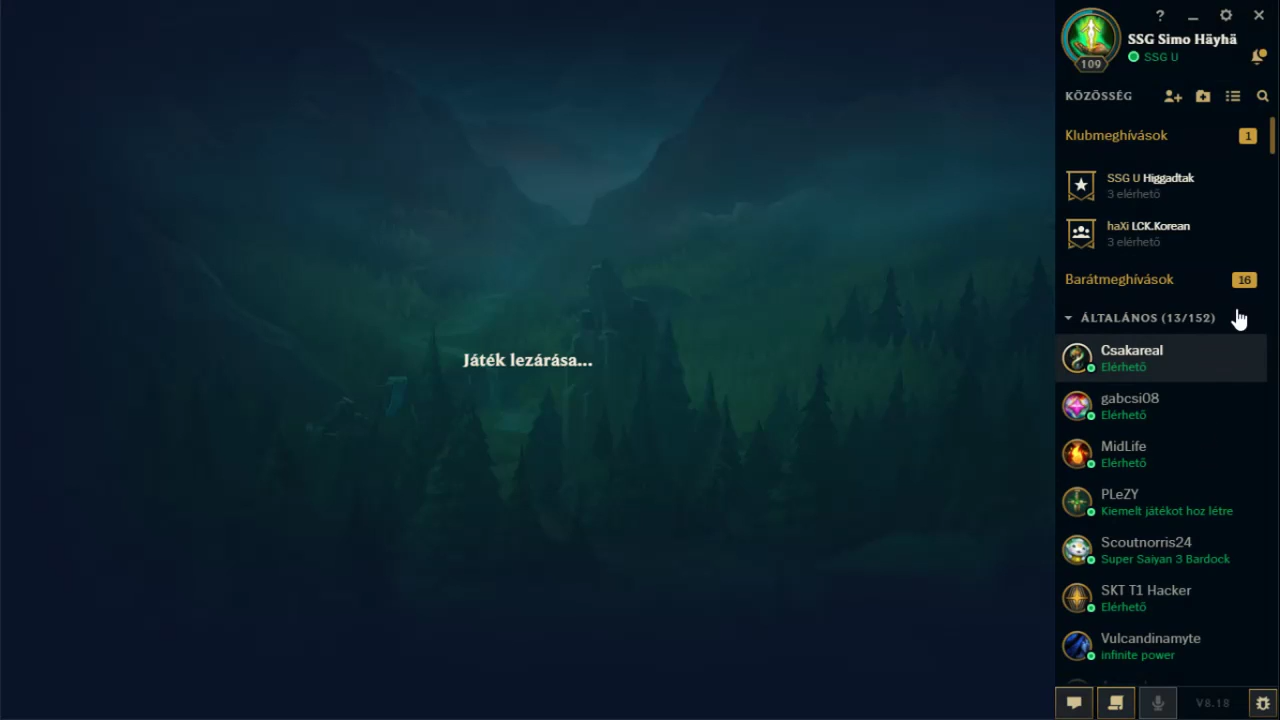 ?
SSG Simo Häyhä
SSG U
109
KÖZÖSSÉG
Klubmeghívások 1
SSG U Higgadtak
3 elérhető
haXi LCK.Korean
3 elérhető
Barátmeghívások 16
ÁLTALÁNOS (13/152)
Játék lezárása...
Csakareal
Elérhető
gabcsi08
Elérhető
MidLife
Elérhető
PLeZY
Kiemelt játékot hoz létre
Scoutnorris24
Super Saiyan 3 Bardock
SKT T1 Hacker
Elérhető
Vulcandinamyte
infinite power
V8.18